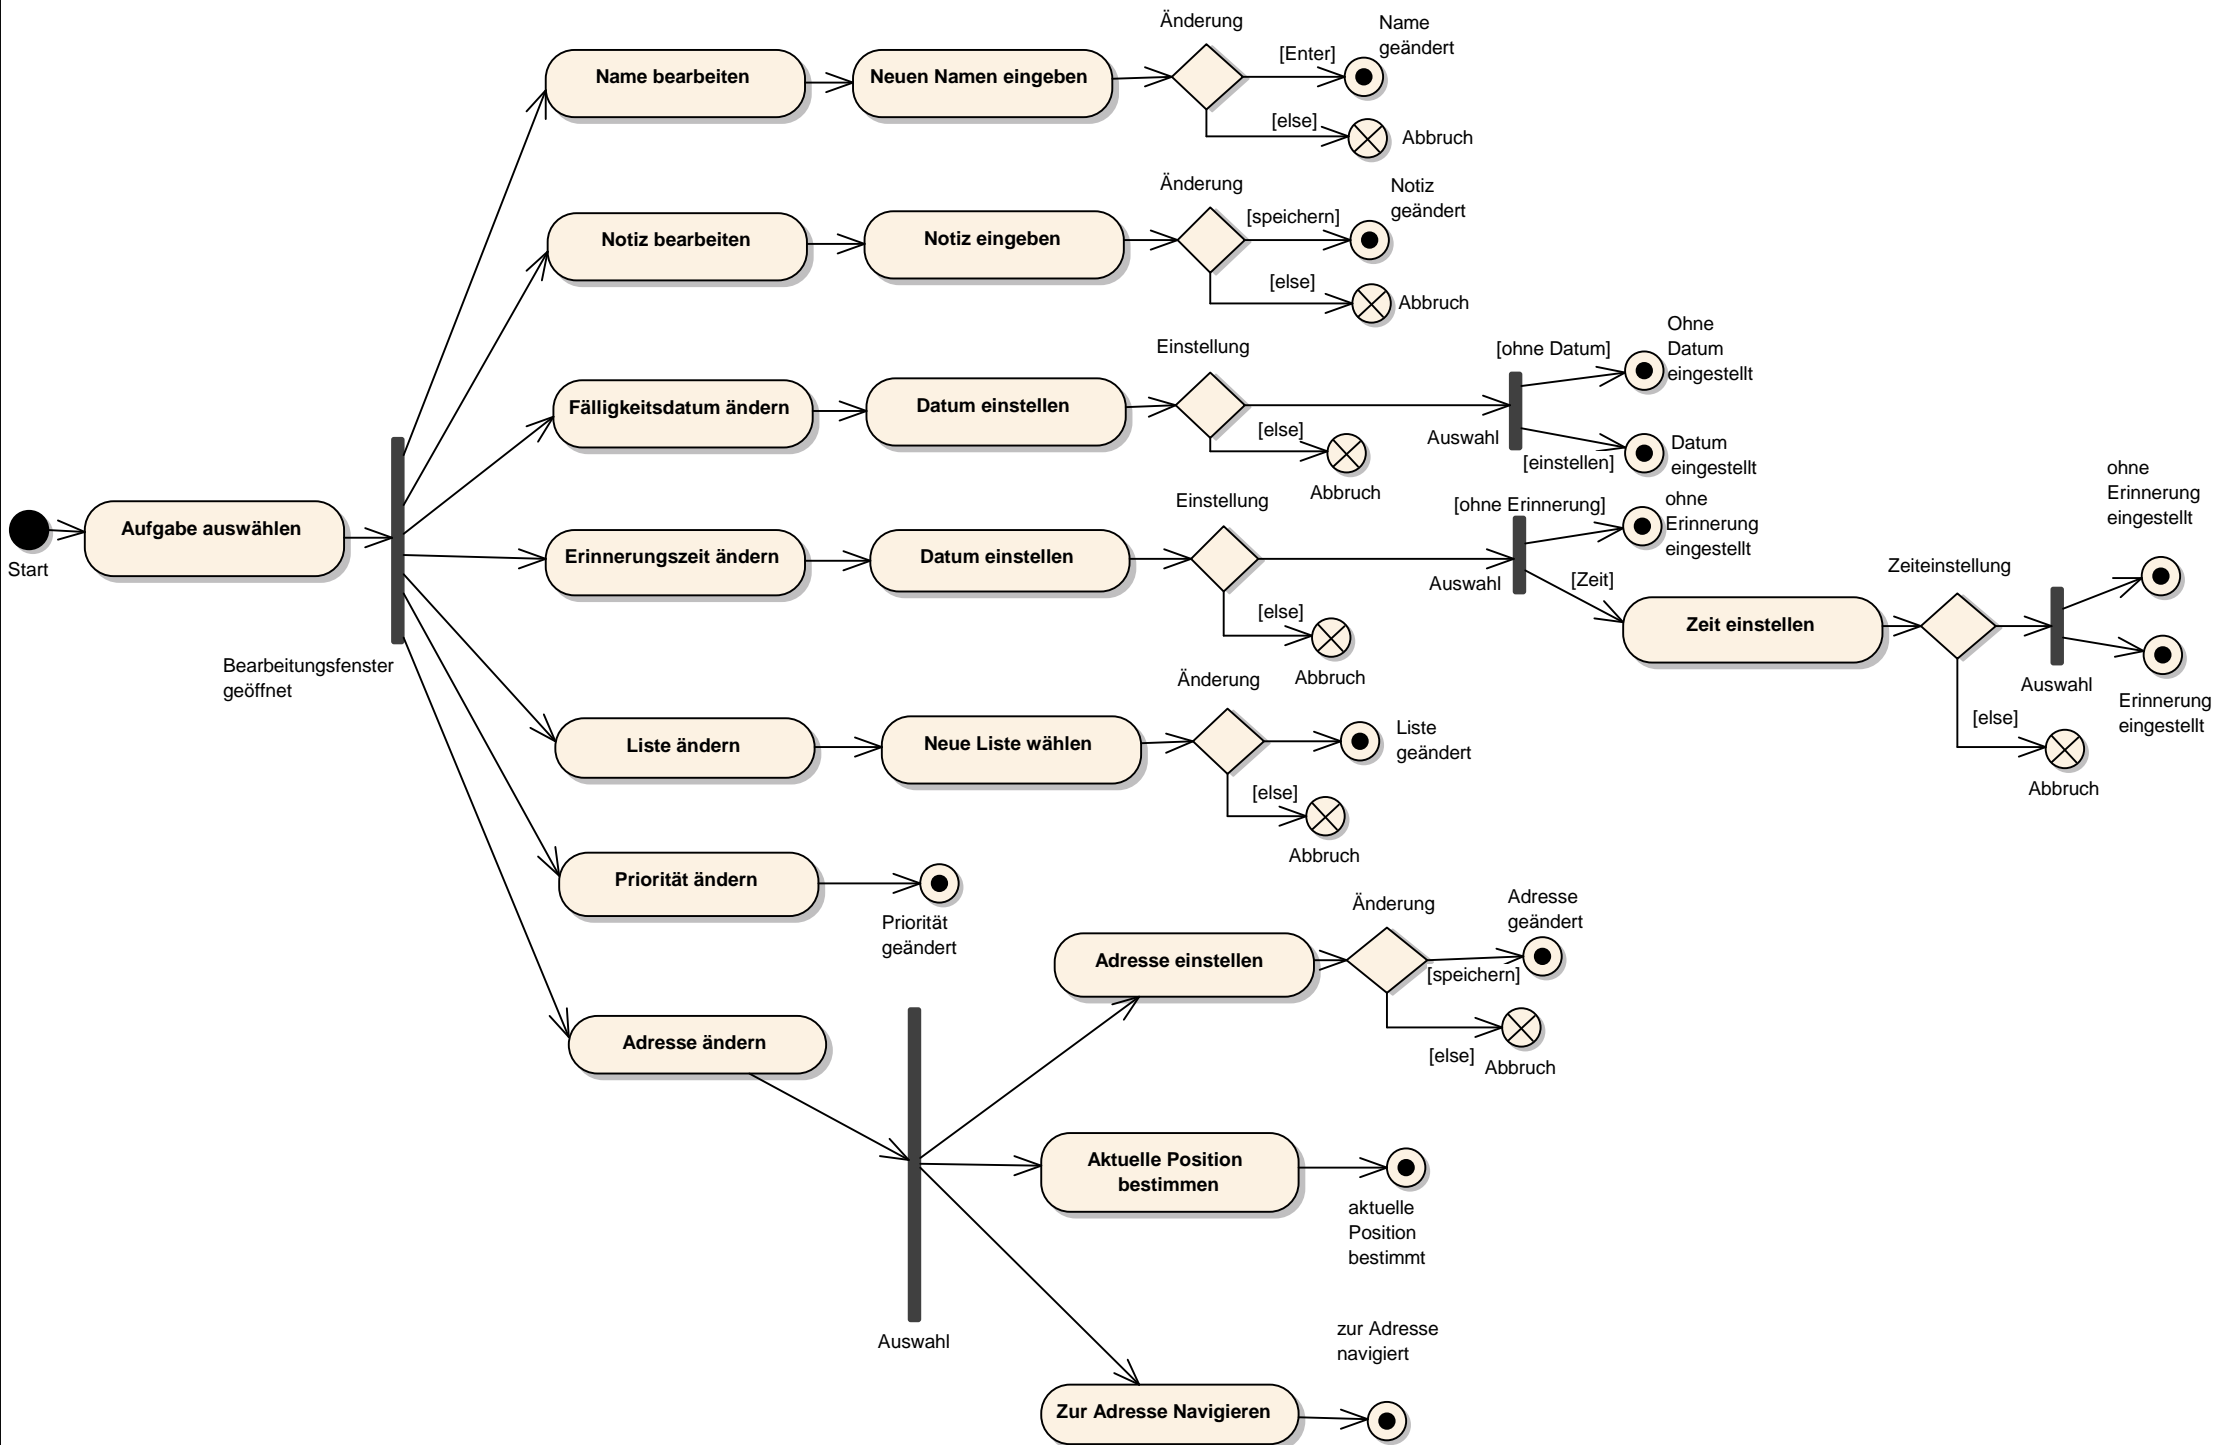 Start
Aufgabe auswählen
Bearbeitungsfenster
geöffnet
Name bearbeiten
Neuen Namen eingeben
Änderung
[Enter]
Name
geändert
[else]
Abbruch
Notiz bearbeiten
Notiz eingeben
Änderung
[speichern]
Notiz
geändert
[else]
Abbruch
Fälligkeitsdatum ändern
Datum einstellen
Einstellung
[else]
Abbruch
Auswahl
[ohne Datum]
Ohne
Datum
eingestellt
[einstellen]
Datum
eingestellt
Erinnerungszeit ändern
Datum einstellen
Einstellung
[else]
Abbruch
Auswahl
[ohne Erinnerung]
ohne
Erinnerung
eingestellt
[Zeit]
Zeit einstellen
Zeiteinstellung
[else]
Abbruch
Auswahl
ohne
Erinnerung
eingestellt
Erinnerung
eingestellt
Liste ändern
Neue Liste wählen
Änderung
Liste
geändert
[else]
Abbruch
Priorität ändern
Priorität
geändert
Adresse ändern
Auswahl
Adresse einstellen
Änderung
[speichern]
Adresse
geändert
[else]
Abbruch
Aktuelle Position
bestimmen
aktuelle
Position
bestimmt
Zur Adresse Navigieren
zur Adresse
navigiert